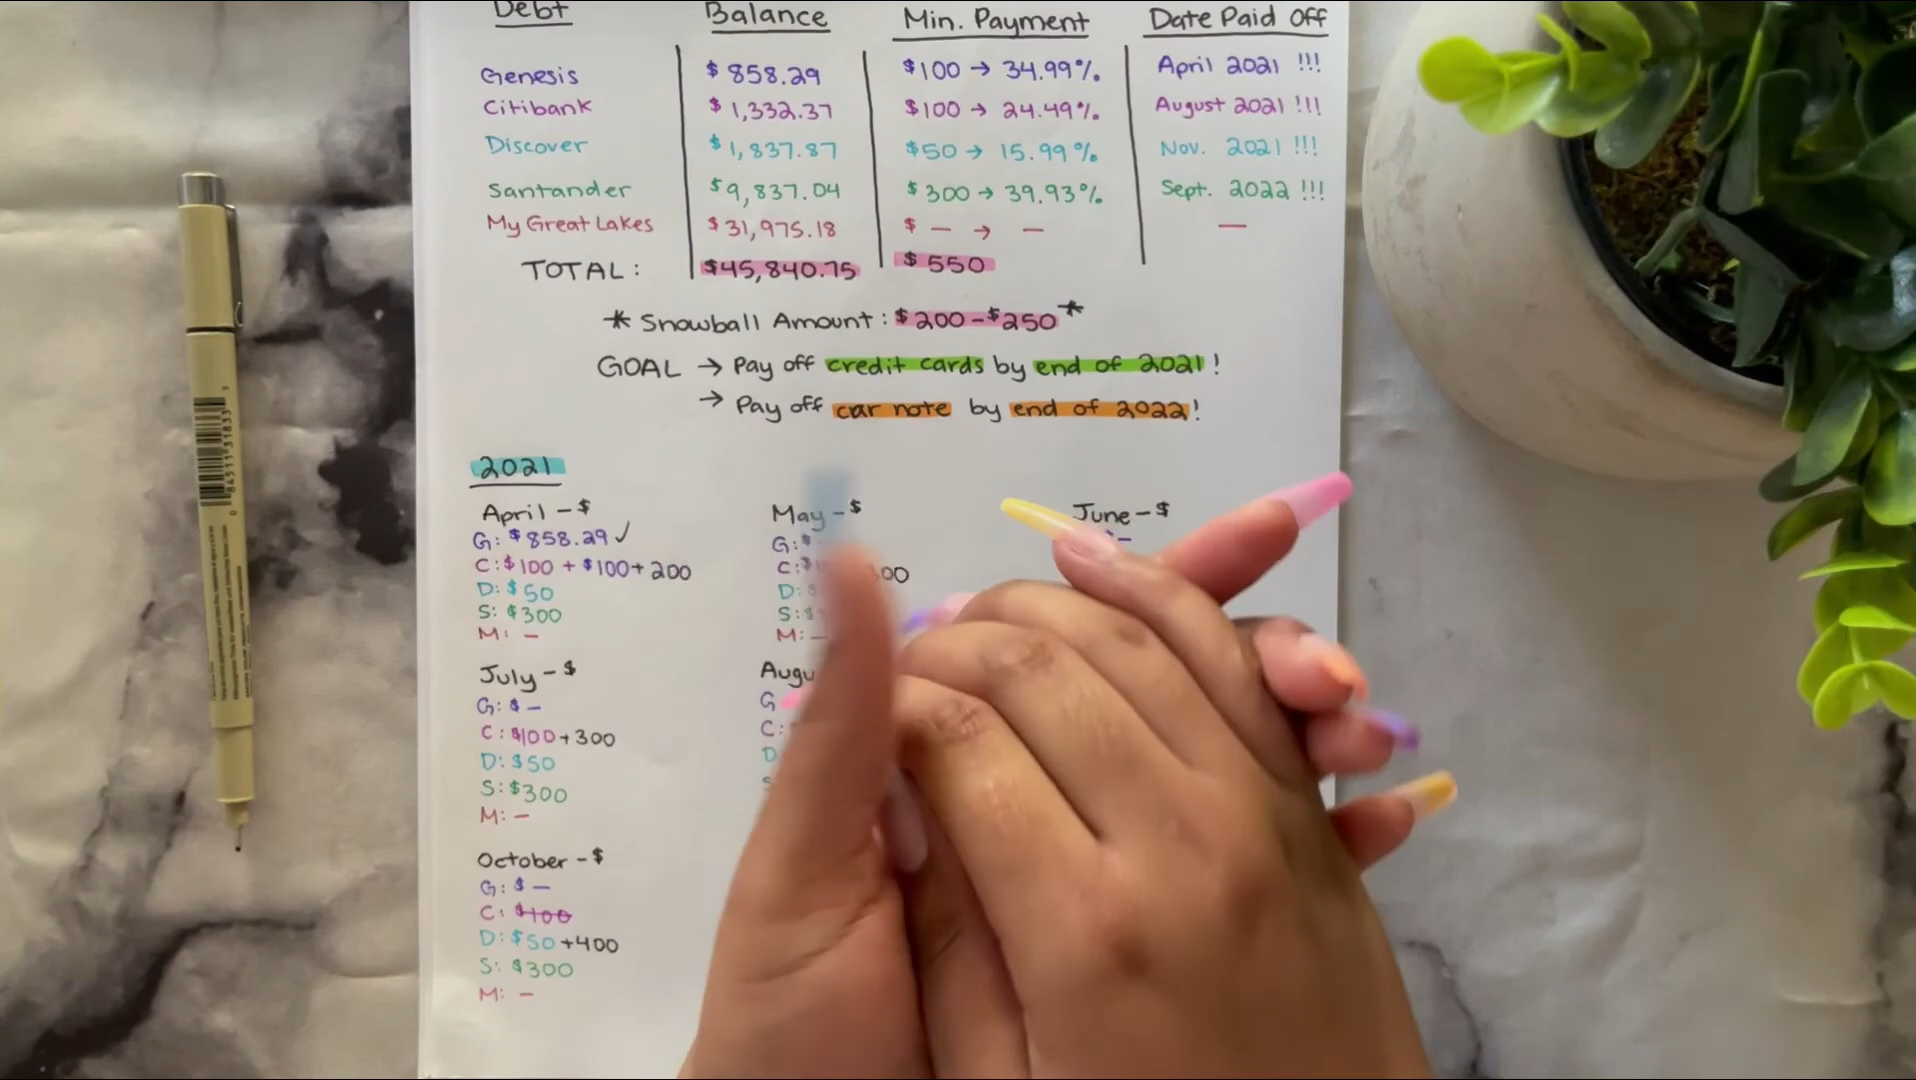 Debt Balance Min. Payment Date Paid Off
Genesis $858.29 $100 → 34.99% April 2021 !!!
Citibank $1,332.37 $100 → 24.49% August 2021 !!!
Discover $1,837.87 $50 → 15.99% Nov. 2021 !!!
Santander $9,837.04 $300 → 39.93% Sept. 2022 !!!
My Great Lakes $31,975.18 $ — → — —
TOTAL: $45,840.75 $550
* Snowball Amount: $200-$250*
GOAL → Pay off credit cards by end of 2021!
→ Pay off car note by end of 2022!
2021
April - $
G: $858.29 ✓
C: $100 + $100 + 200
D: $50
S: $300
M: -
May - $
G: $
C: $
D: $
S: $
M: -
June - $
July - $
G: $ -
C: $100 + 300
D: $50
S: $300
M: -
Augu
G
C:
D
S
October - $
G: $ -
C: $100
D: $50 + 400
S: $300
M: -